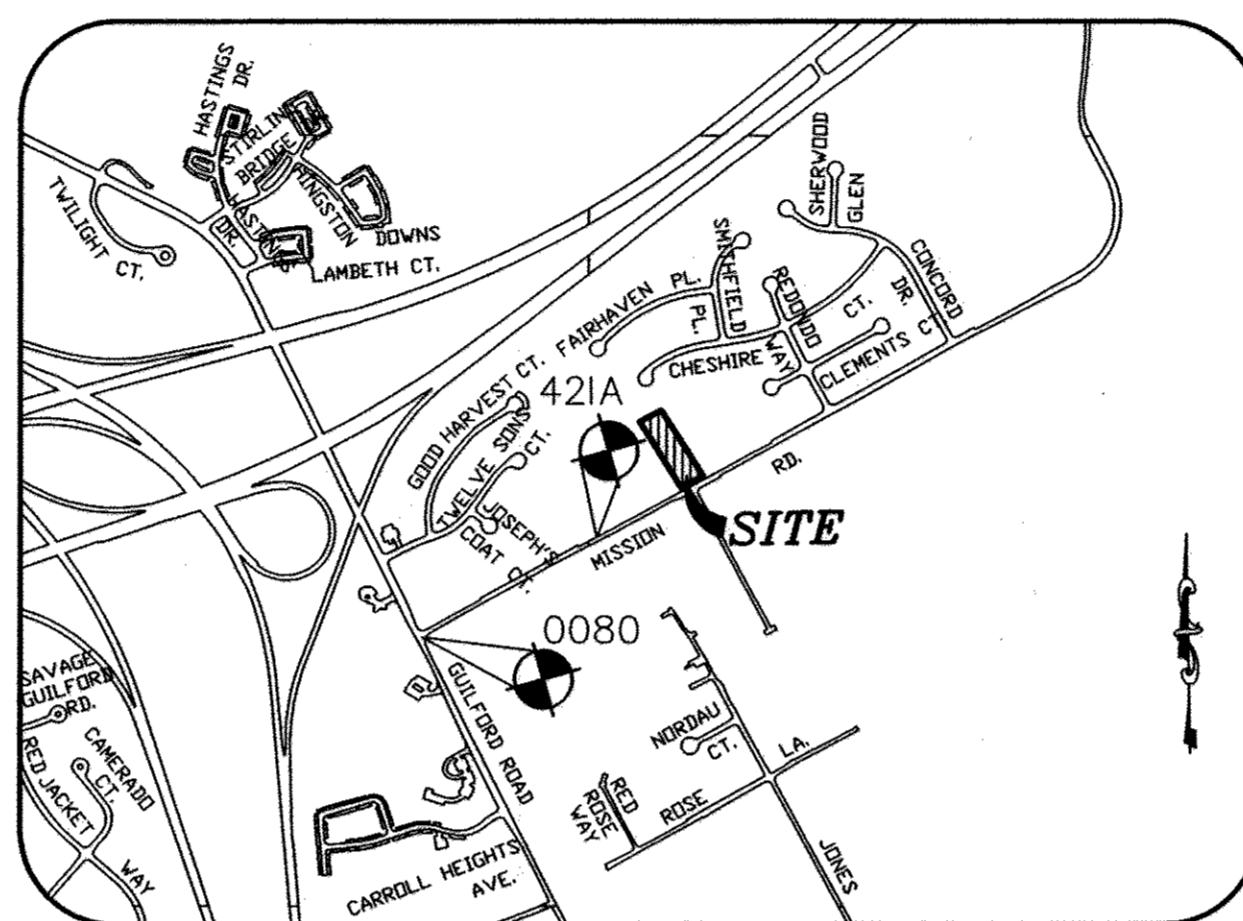 HASTINGS
DR.
STIRLIN
BRIDGE
INGSTON
DOWNS
HASTIN
DR.
LAMBETH CT.
TWILIGHT CT.
SHERWOOD
GLEN
CONCORD
DR.
SMITHFIELD
PL.
REDONDO
CT.
FAIRHAVEN PL.
CHESHIRE WAY
CLEMENTS CT
GOOD HARVEST CT.
421A
TWELVE SONS
CT.
JOSEPH'S
COAT CT.
MISSION
RD.
SITE
0080
GUILFORD ROAD
SAVAGE
GUILFORD
RD.
CAMERADO
CT.
RED JACKET
WAY
NORDAU
CT.
RED
ROSE
WAY
ROSE
LA.
JONES
CARROLL HEIGHTS
AVE.